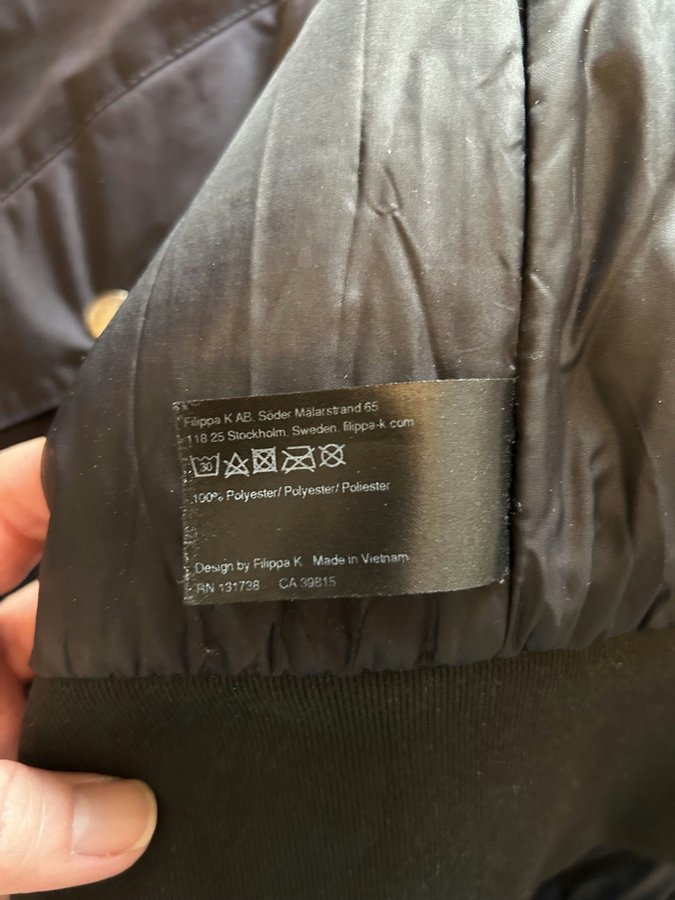 Filippa K AB, Söder Mälarstrand 65
118 25 Stockholm, Sweden, filippa-k.com
30
100% Polyester/ Polyester/ Poliester
Design by Filippa K Made in Vietnam
RN 131738 CA 39815